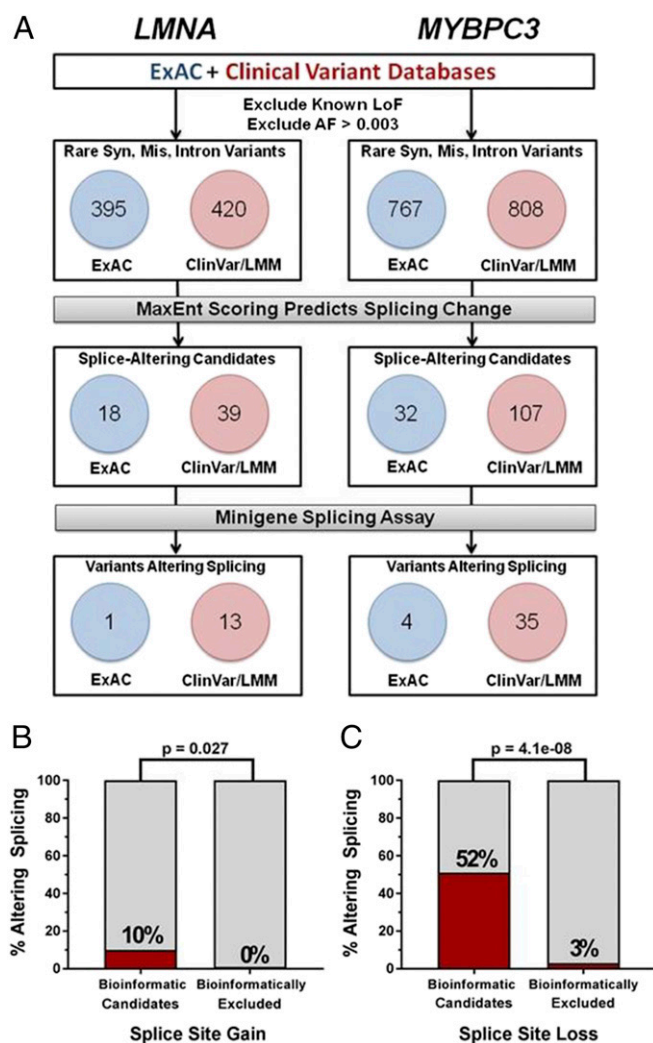 A
LMNA MYBPC3
ExAC + Clinical Variant Databases
Exclude Known LoF
Exclude AF > 0.003
Rare Syn, Mis, Intron Variants Rare Syn, Mis, Intron Variants
395 420 767 808
ExAC ClinVar/LMM ExAC ClinVar/LMM
MaxEnt Scoring Predicts Splicing Change
Splice-Altering Candidates Splice-Altering Candidates
18 39 32 107
ExAC ClinVar/LMM ExAC ClinVar/LMM
Minigene Splicing Assay
Variants Altering Splicing Variants Altering Splicing
1 13 4 35
ExAC ClinVar/LMM ExAC ClinVar/LMM
B
p = 0.027
% Altering Splicing
100
80
60
40
20
0
10%
0%
Bioinformatic Bioinformatically
Candidates Excluded
Splice Site Gain
C
p = 4.1e-08
% Altering Splicing
100
80
60
40
20
0
52%
3%
Bioinformatic Bioinformatically
Candidates Excluded
Splice Site Loss